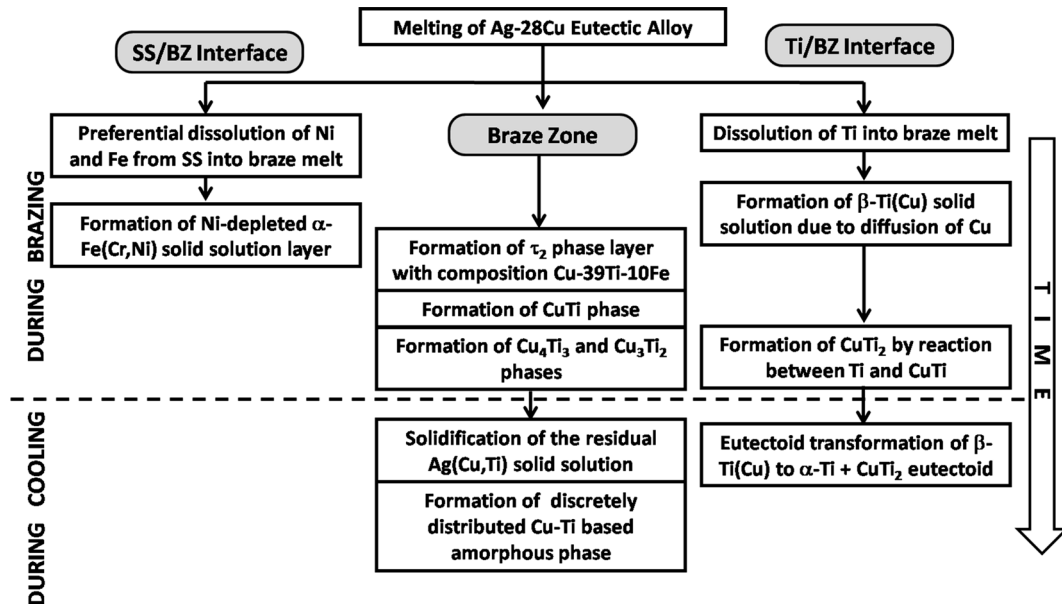 Melting of Ag-28Cu Eutectic Alloy
SS/BZ Interface
Ti/BZ Interface
Braze Zone
Preferential dissolution of Ni
and Fe from SS into braze melt
Formation of Ni-depleted α-
Fe(Cr,Ni) solid solution layer
Formation of τ₂ phase layer
with composition Cu-39Ti-10Fe
Formation of CuTi phase
Formation of Cu₄Ti₃ and Cu₃Ti₂
phases
Dissolution of Ti into braze melt
Formation of β-Ti(Cu) solid
solution due to diffusion of Cu
Formation of CuTi₂ by reaction
between Ti and CuTi
Solidification of the residual
Ag(Cu,Ti) solid solution
Formation of  discretely
distributed Cu-Ti based
amorphous phase
Eutectoid transformation of β-
Ti(Cu) to α-Ti + CuTi₂ eutectoid
DURING BRAZING
DURING COOLING
TIME